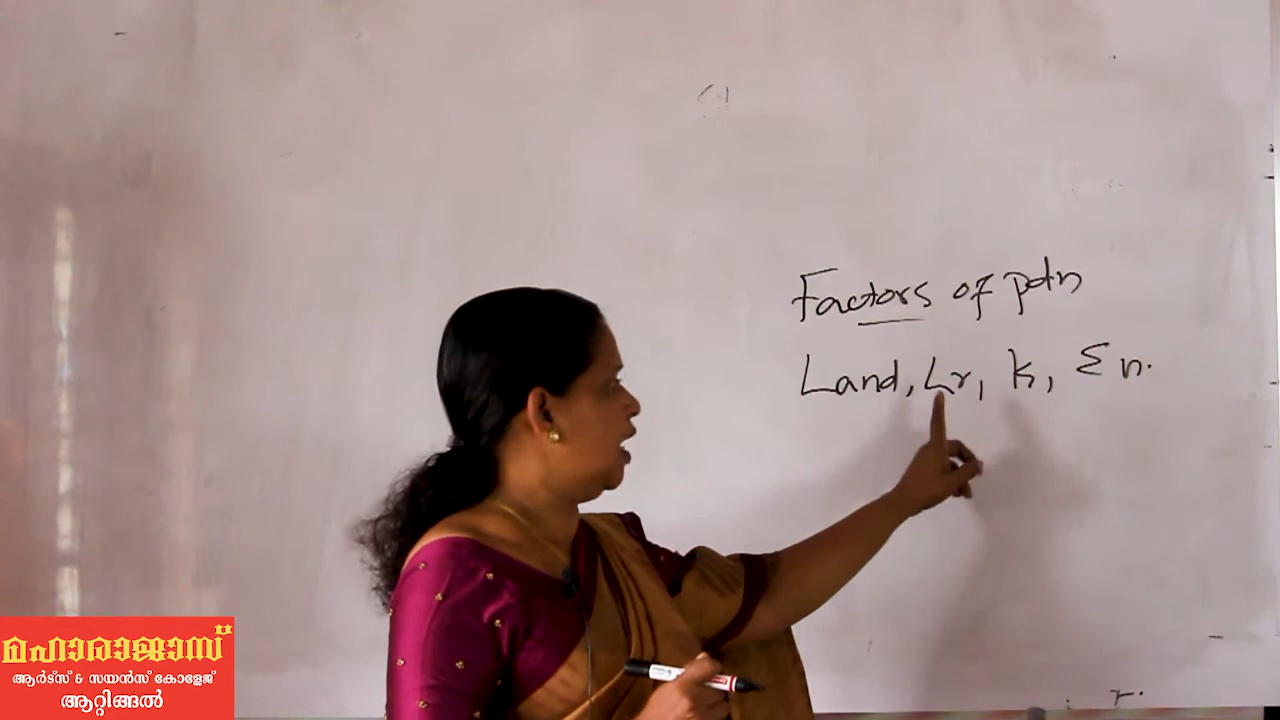 Factors of pdn
Land, Lr, K, En.
മഹാരാജാസ്
ആർട്സ് & സയൻസ് കോളേജ്
ആറ്റിങ്ങൽ